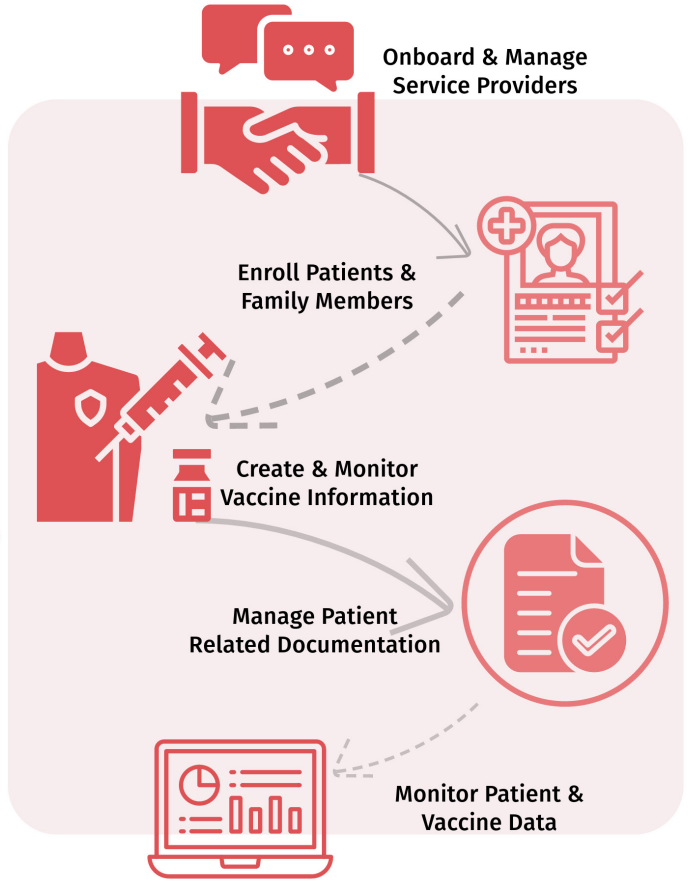 Onboard & Manage
Service Providers
Enroll Patients &
Family Members
Create & Monitor
Vaccine Information
Manage Patient
Related Documentation
Monitor Patient &
Vaccine Data